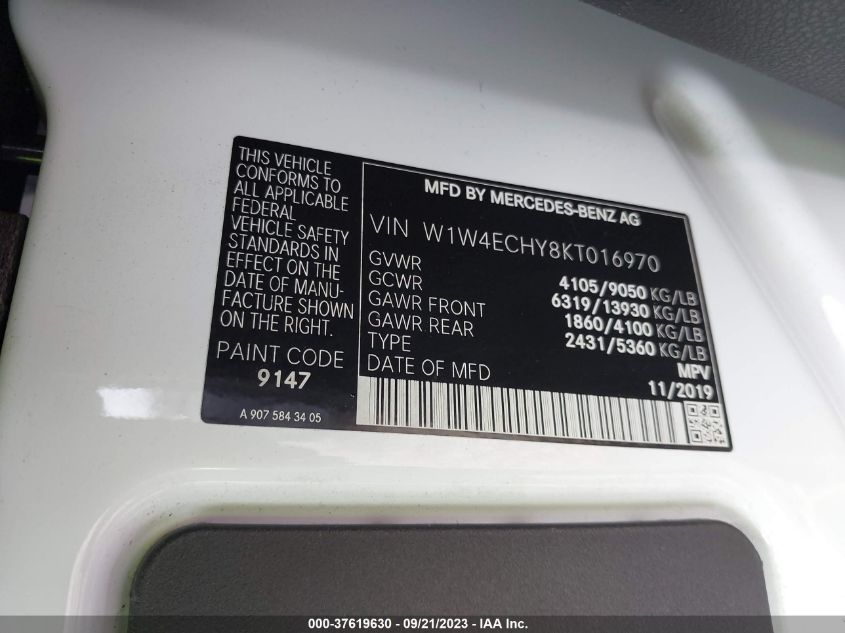 THIS VEHICLE
CONFORMS TO
ALL APPLICABLE
FEDERAL
VEHICLE SAFETY
STANDARDS IN
EFFECT ON THE
DATE OF MANU-
FACTURE SHOWN
ON THE RIGHT.
PAINT CODE
9147
A 907 584 34 05
MFD BY MERCEDES-BENZ AG
VIN W1W4ECHY8KT016970
GVWR 4105/9050 KG/LB
GCWR 6319/13930 KG/LB
GAWR FRONT 1860/4100 KG/LB
GAWR REAR 2431/5360 KG/LB
TYPE MPV
DATE OF MFD 11/2019
000-37619630 - 09/21/2023 - IAA Inc.